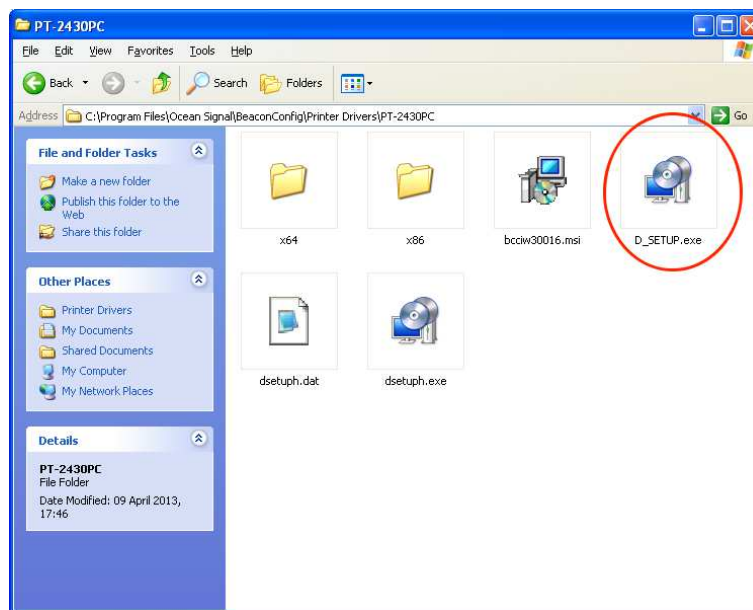 PT-2430PC
File Edit View Favorites Tools Help
Back Search Folders
Address C:\Program Files\Ocean Signal\BeaconConfig\Printer Drivers\PT-2430PC Go
File and Folder Tasks
Make a new folder
Publish this folder to the
Web
Share this folder
Other Places
Printer Drivers
My Documents
Shared Documents
My Computer
My Network Places
Details
PT-2430PC
File Folder
Date Modified: 09 April 2013,
17:46
x64 x86 bcciw30016.msi D_SETUP.exe
dsetuph.dat dsetuph.exe